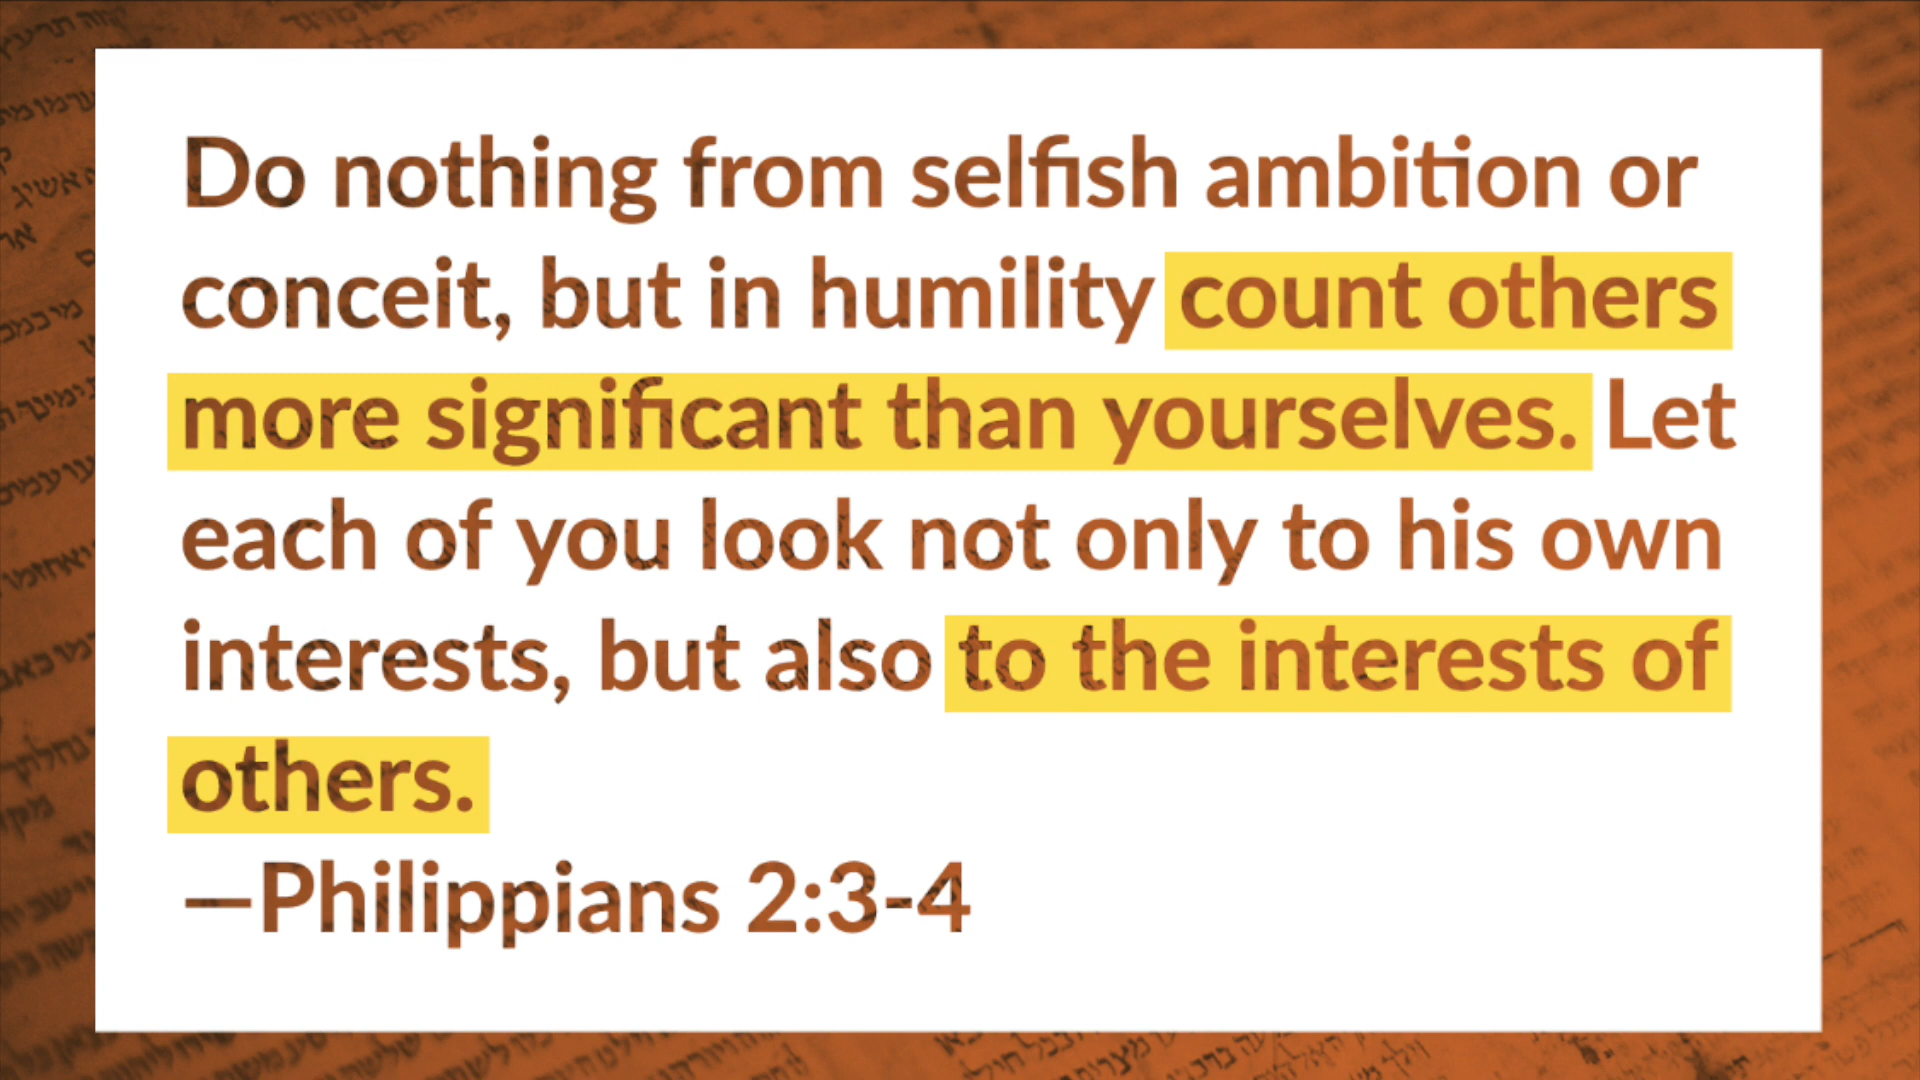 Do nothing from selfish ambition or
conceit, but in humility count others
more significant than yourselves. Let
each of you look not only to his own
interests, but also to the interests of
others.
—Philippians 2:3-4